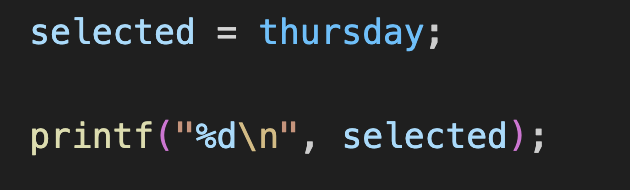 selected = thursday;
printf("%d\n", selected);